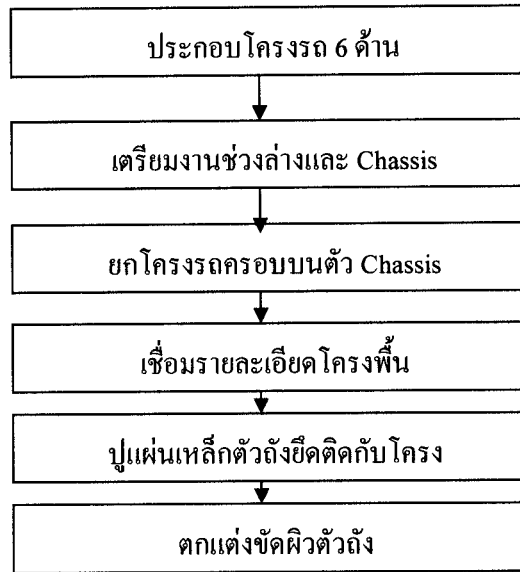 ประกอบโครงรถ 6 ด้าน
เตรียมงานช่วงล่างและ Chassis
ยกโครงรถครอบบนตัว Chassis
เชื่อมรายละเอียดโครงพื้น
ปูแผ่นเหล็กตัวถังยึดติดกับโครง
ตกแต่งขัดผิวตัวถัง